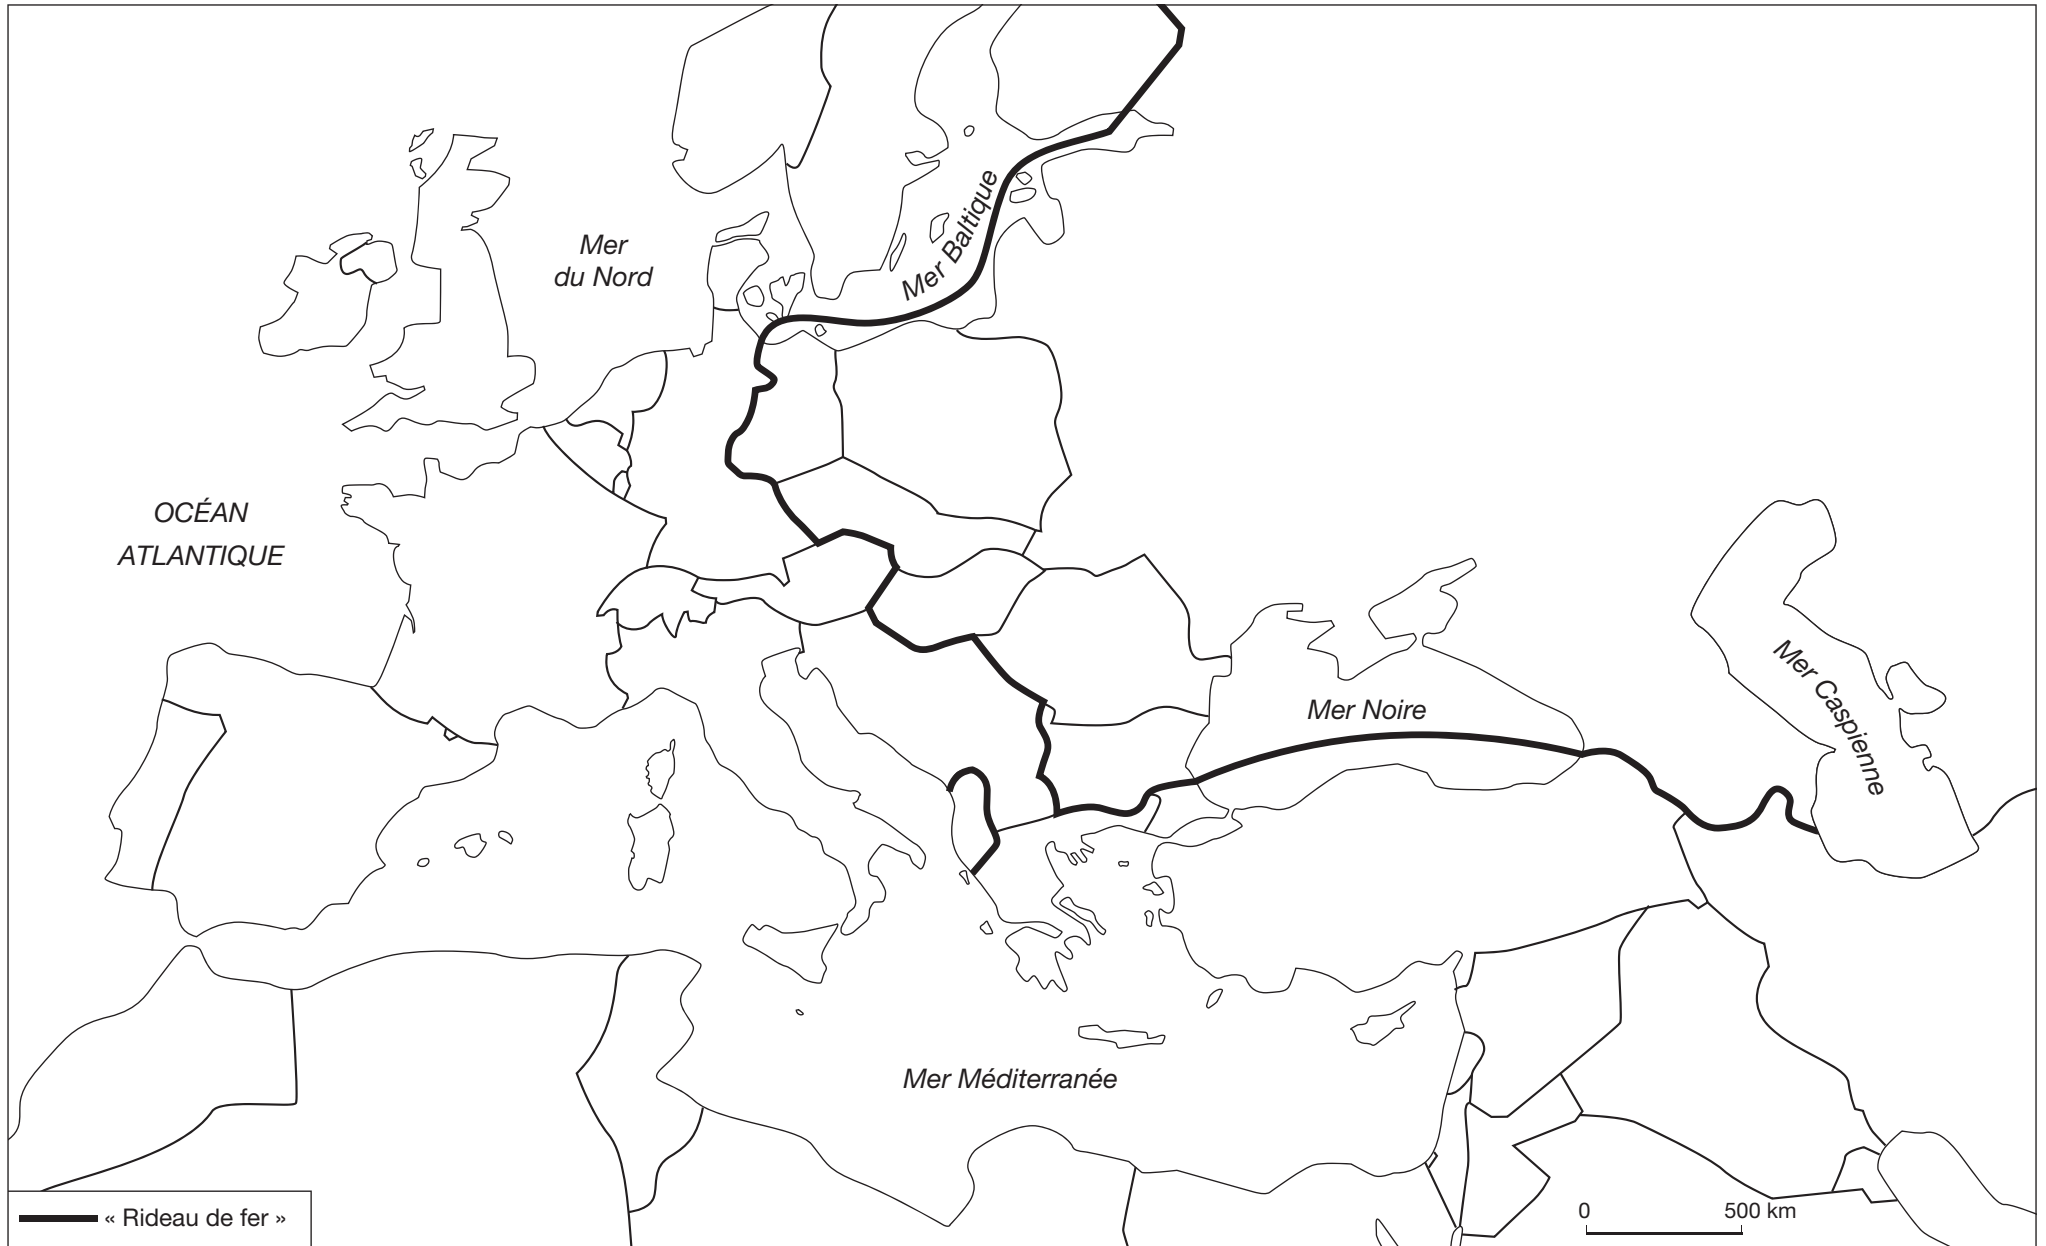 Mer Baltique
Mer
du Nord
OCÉAN
ATLANTIQUE
Mer Noire
Mer Caspienne
Mer Méditerranée
« Rideau de fer »
0 500 km